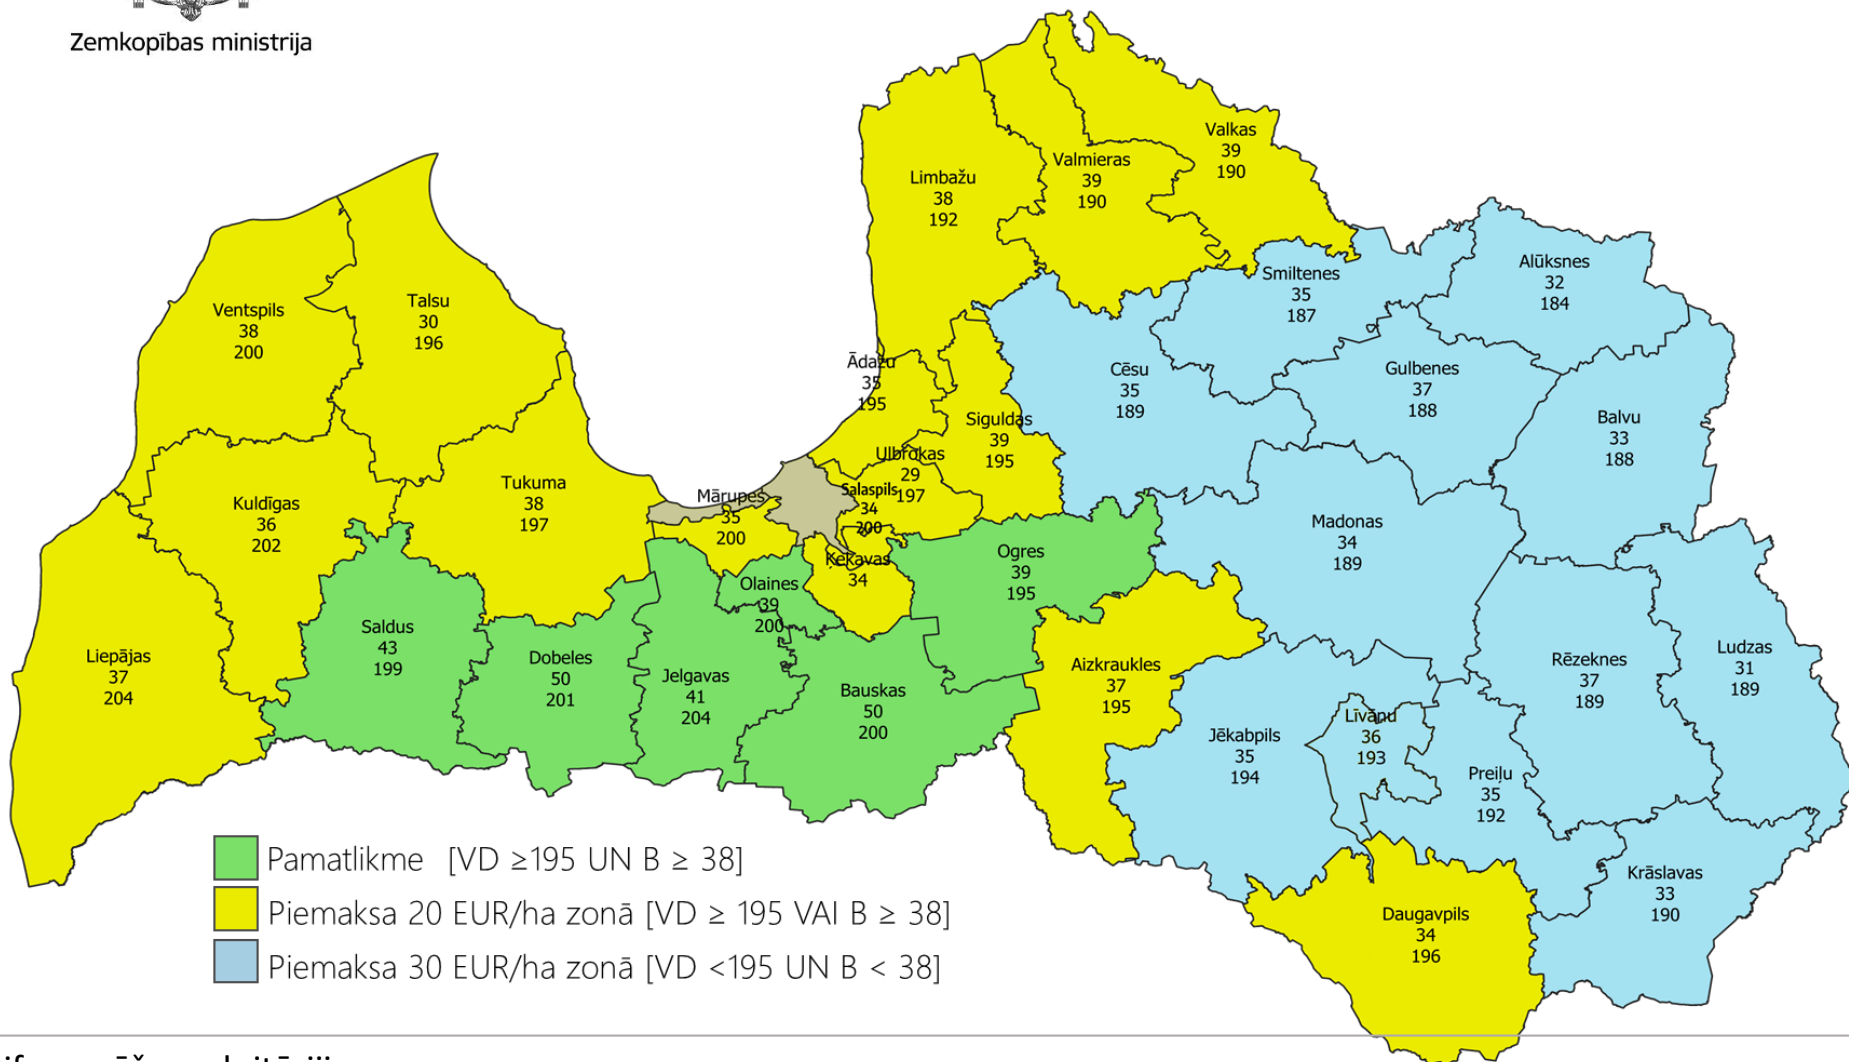 Zemkopības ministrija
Valkas
39
190
Valmieras
39
190
Limbažu
38
192
Smiltenes
35
187
Alūksnes
32
184
Ventspils
38
200
Talsu
30
196
Ādažu
35
195
Cēsu
35
189
Gulbenes
37
188
Balvu
33
188
Siguldas
39
195
Ulbrokas
29
197
Salaspils
34
200
Mārupes
35
200
Tukuma
38
197
Kuldīgas
36
202
Madonas
34
189
Ogres
39
195
Ķekavas
34
Olaines
39
200
Saldus
43
199
Liepājas
37
204
Dobeles
50
201
Jelgavas
41
204
Bauskas
50
200
Aizkraukles
37
195
Rēzeknes
37
189
Ludzas
31
189
Līvānu
36
193
Jēkabpils
35
194
Preiļu
35
192
Krāslavas
33
190
Daugavpils
34
196
Pamatlikme [VD ≥195 UN B ≥ 38]
Piemaksa 20 EUR/ha zonā [VD ≥ 195 VAI B ≥ 38]
Piemaksa 30 EUR/ha zonā [VD <195 UN B < 38]